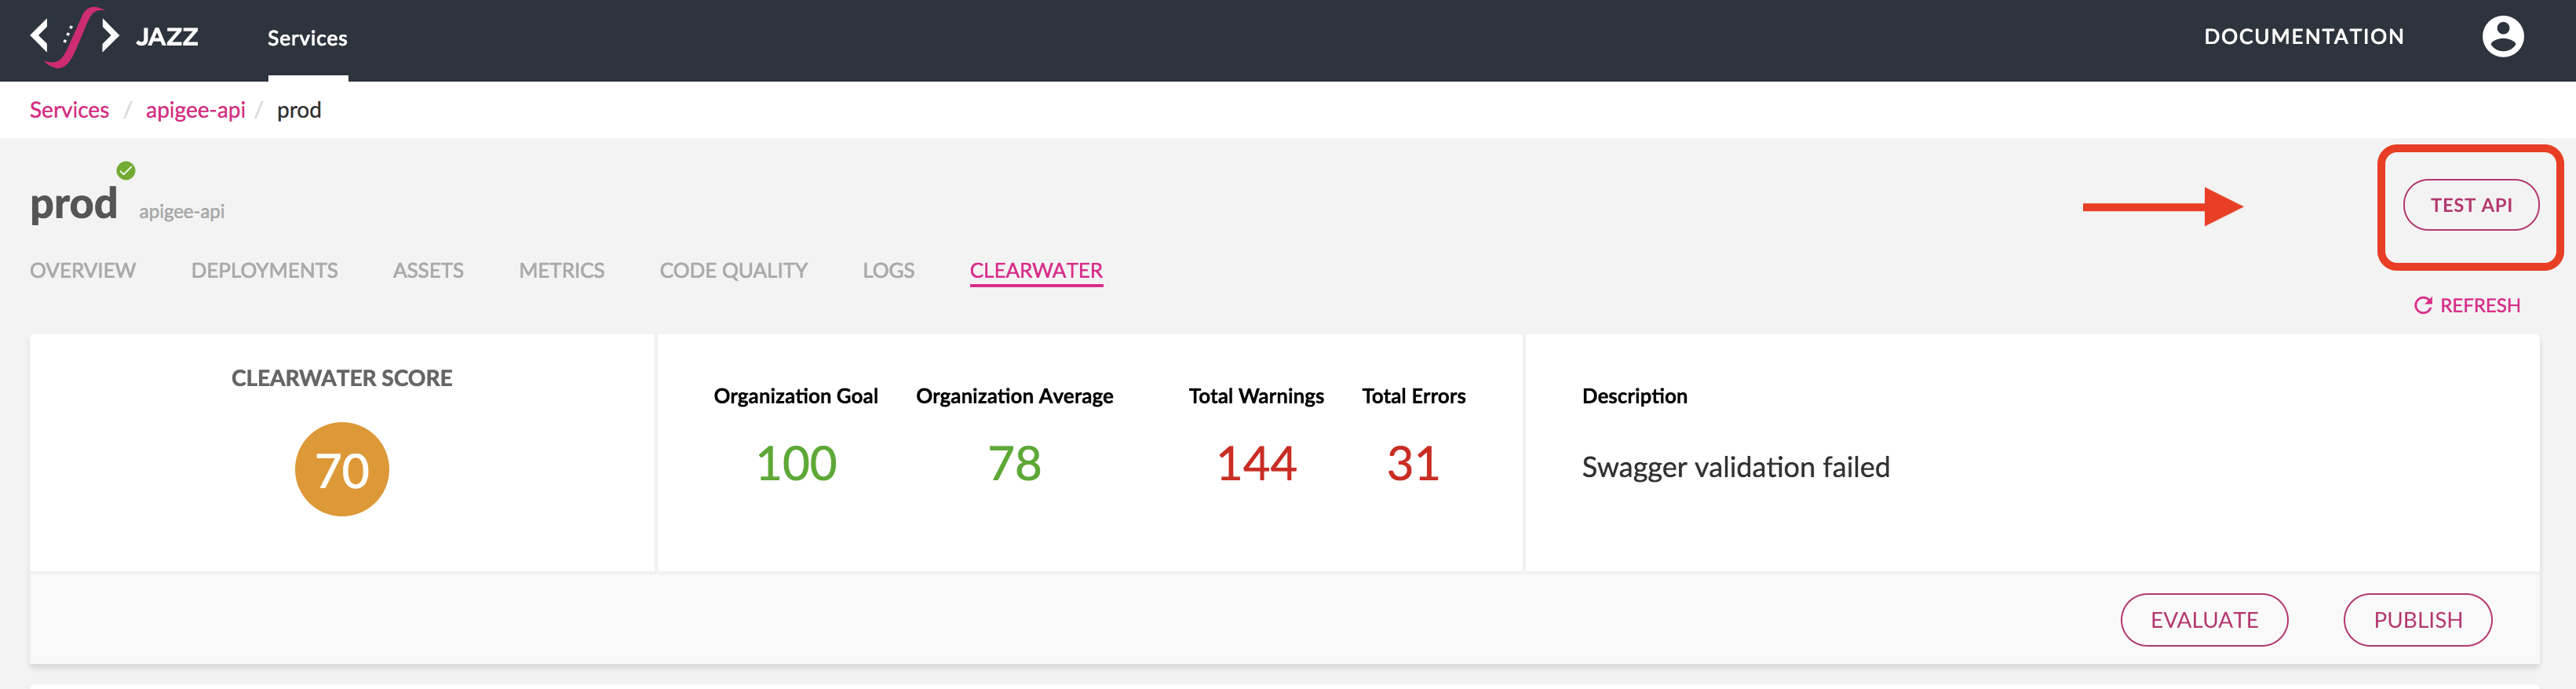 JAZZ Services DOCUMENTATION
Services / apigee-api / prod
prod apigee-api
TEST API
OVERVIEW DEPLOYMENTS ASSETS METRICS CODE QUALITY LOGS CLEARWATER
REFRESH
CLEARWATER SCORE
70
Organization Goal Organization Average Total Warnings Total Errors
100 78 144 31
Description
Swagger validation failed
EVALUATE PUBLISH